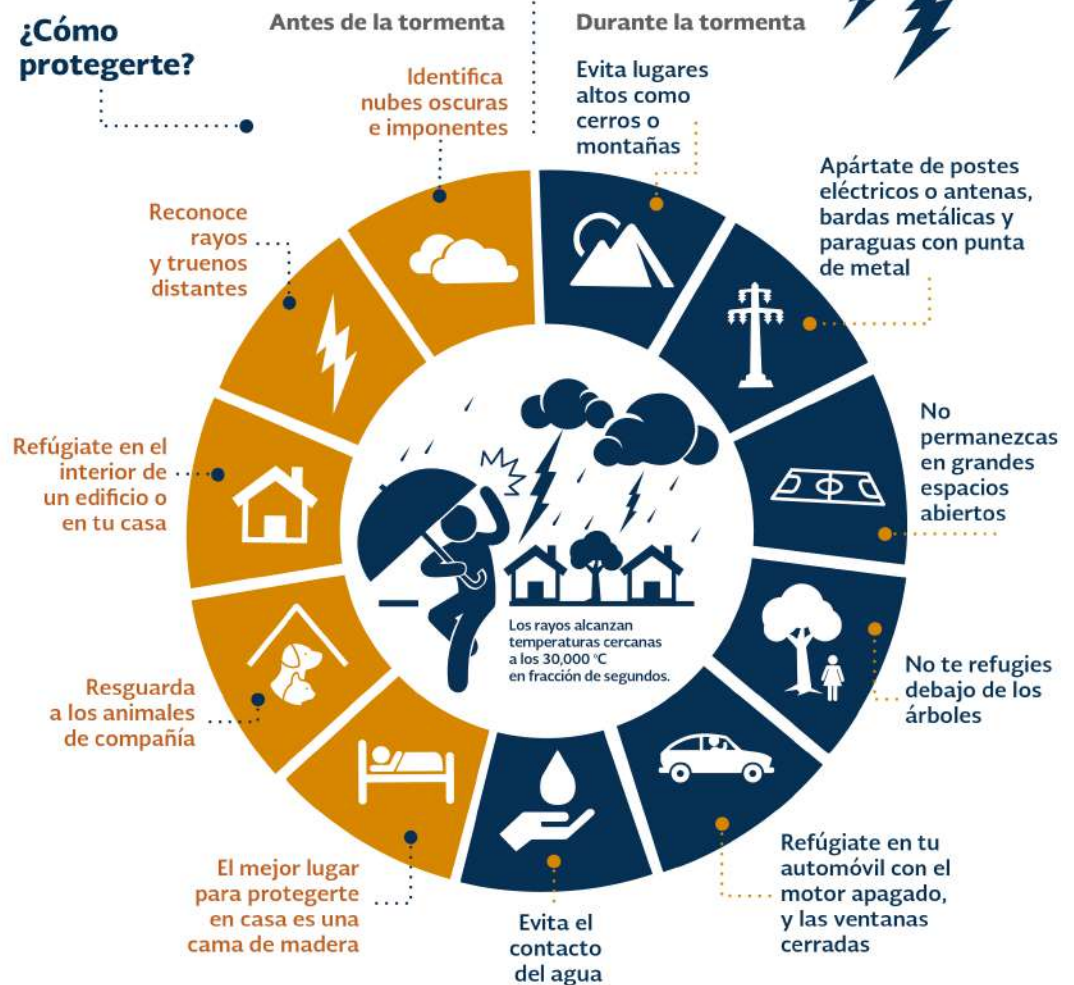 ¿Cómo
protegerte?
Antes de la tormenta
Identifica
nubes oscuras
e imponentes
Reconoce
rayos
y truenos
distantes
Refúgiate en el
interior de
un edificio o
en tu casa
Resguarda
a los animales
de compañía
El mejor lugar
para protegerte
en casa es una
cama de madera
Durante la tormenta
Evita lugares
altos como
cerros o
montañas
Apártate de postes
eléctricos o antenas,
bardas metálicas y
paraguas con punta
de metal
No
permanezcas
en grandes
espacios
abiertos
No te refugies
debajo de los
árboles
Refúgiate en tu
automóvil con el
motor apagado,
y las ventanas
cerradas
Evita el
contacto
del agua
Los rayos alcanzan
temperaturas cercanas
a los 30,000 °C
en fracción de segundos.